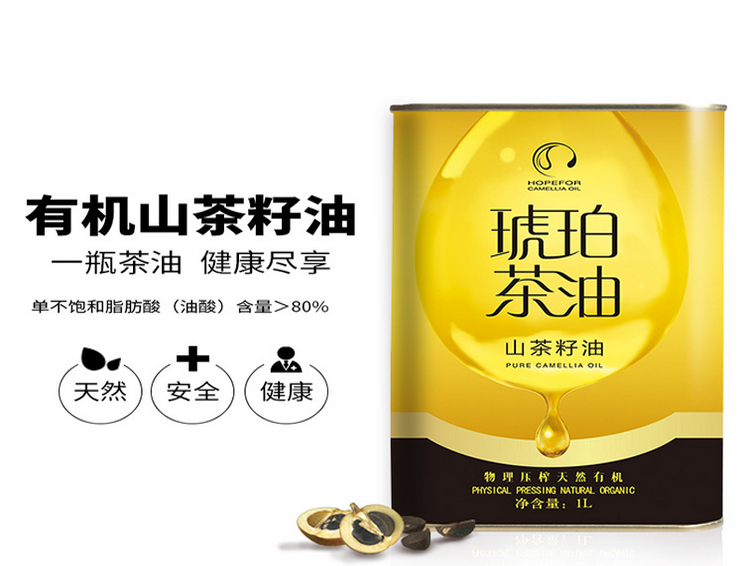 有机山茶籽油
一瓶茶油 健康尽享
单不饱和脂肪酸（油酸）含量＞80%
天然
安全
健康
HOPEFOR
CAMELLIA OIL
琥珀
茶油
山茶籽油
PURE CAMELLIA OIL
物理压榨天然有机
PHYSICAL PRESSING NATURAL ORGANIC
净含量：1L